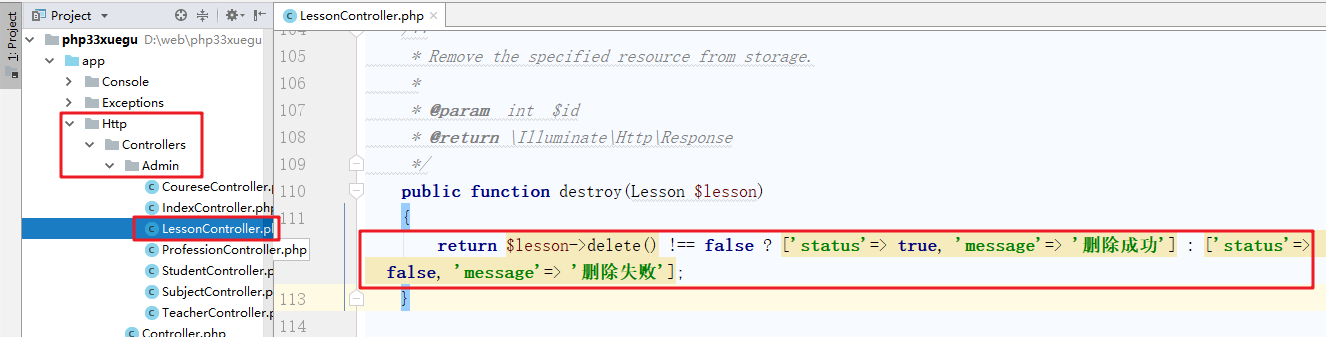 1: Project
Project
LessonController.php
php33xuegu D:\web\php33xuegu
app
Console
Exceptions
Http
Controllers
Admin
CoureseController.p
IndexController.php
LessonController.ph
ProfessionController.php
StudentController.p
SubjectController.p
TeacherController.p
Controller.php
104 /**
105 * Remove the specified resource from storage.
106 *
107 * @param int $id
108 * @return \Illuminate\Http\Response
109 */
110 public function destroy(Lesson $lesson)
111 {
return $lesson->delete() !== false ? ['status'=> true, 'message'=> '删除成功'] : ['status'=>
false, 'message'=> '删除失败'];
113 }
114